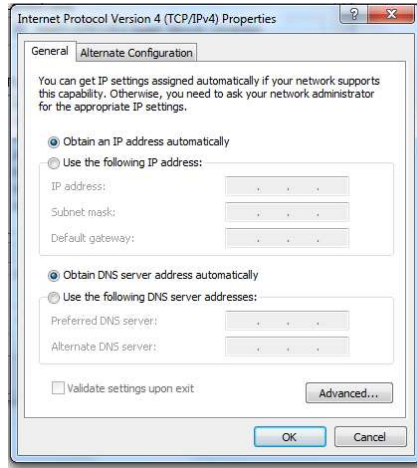 Internet Protocol Version 4 (TCP/IPv4) Properties
General Alternate Configuration
You can get IP settings assigned automatically if your network supports
this capability. Otherwise, you need to ask your network administrator
for the appropriate IP settings.
Obtain an IP address automatically
Use the following IP address:
IP address:
Subnet mask:
Default gateway:
Obtain DNS server address automatically
Use the following DNS server addresses:
Preferred DNS server:
Alternate DNS server:
Validate settings upon exit
Advanced...
OK Cancel